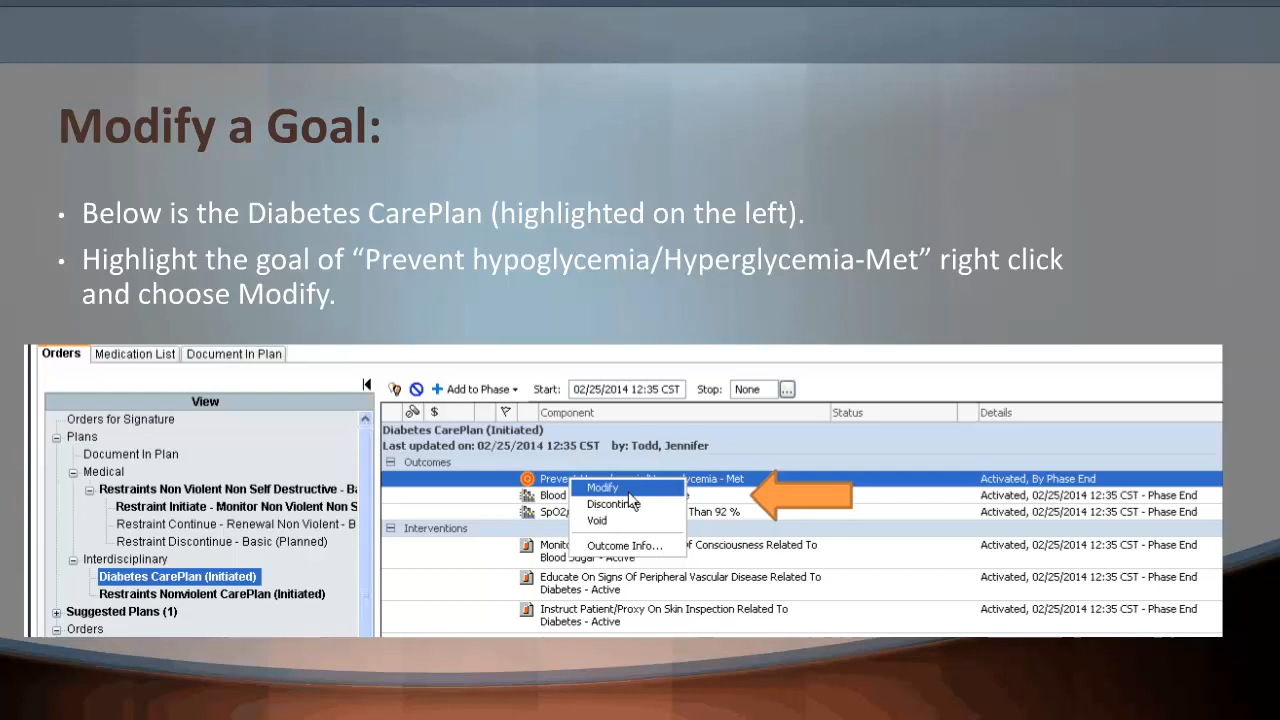 Modify a Goal:
• Below is the Diabetes CarePlan (highlighted on the left).
• Highlight the goal of “Prevent hypoglycemia/Hyperglycemia-Met” right click
and choose Modify.
Orders Medication List Document In Plan
Add to Phase Start: 02/25/2014 12:35 CST Stop: None ...
View
Orders for Signature
Plans
Document In Plan
Medical
Restraints Non Violent Non Self Destructive - Ba
Restraint Initiate - Monitor Non Violent Non S
Restraint Continue - Renewal Non Violent - B
Restraint Discontinue - Basic (Planned)
Interdisciplinary
Diabetes CarePlan (Initiated)
Restraints Nonviolent CarePlan (Initiated)
Suggested Plans (1)
Orders
$ Component Status Details
Diabetes CarePlan (Initiated)
Last updated on: 02/25/2014 12:35 CST by: Todd, Jennifer
Outcomes
- Met Activated, By Phase End
Blood Activated, 02/25/2014 12:35 CST - Phase End
SpO2/ Than 92 % Activated, 02/25/2014 12:35 CST - Phase End
Modify
Discontinue
Void
Outcome Info...
Interventions
Of Consciousness Related To Activated, 02/25/2014 12:35 CST - Phase End
Blood Sugar - Active
Educate On Signs Of Peripheral Vascular Disease Related To Activated, 02/25/2014 12:35 CST - Phase End
Diabetes - Active
Instruct Patient/Proxy On Skin Inspection Related To Activated, 02/25/2014 12:35 CST - Phase End
Diabetes - Active